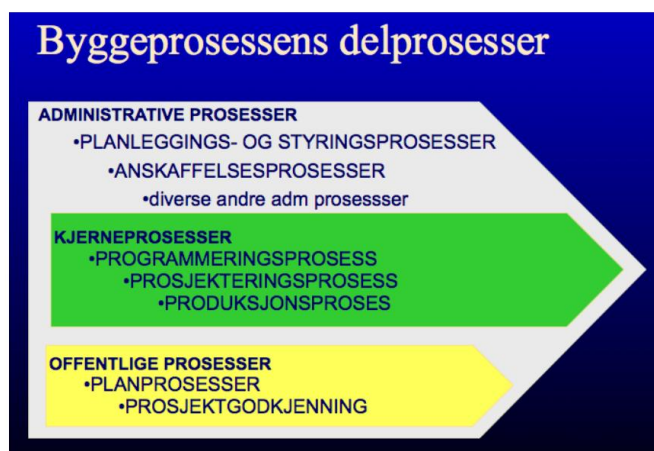 Byggeprosessens delprosesser
ADMINISTRATIVE PROSESSER
•PLANLEGGINGS- OG STYRINGSPROSESSER
•ANSKAFFELSESPROSESSER
•diverse andre adm prosessser
KJERNEPROSESSER
•PROGRAMMERINGSPROSESS
•PROSJEKTERINGSPROSESS
•PRODUKSJONSPROSES
OFFENTLIGE PROSESSER
•PLANPROSESSER
•PROSJEKTGODKJENNING